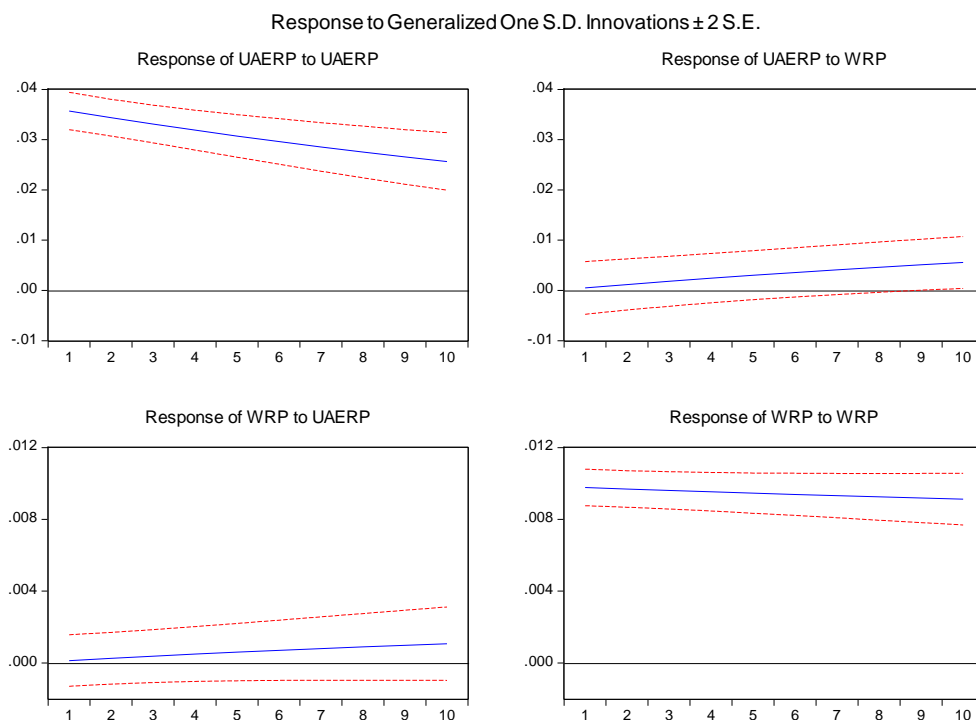 Response to Generalized One S.D. Innovations ± 2 S.E.
Response of UAERP to UAERP
.04
.03
.02
.01
.00
-.01
1 2 3 4 5 6 7 8 9 10
Response of UAERP to WRP
.04
.03
.02
.01
.00
-.01
1 2 3 4 5 6 7 8 9 10
Response of WRP to UAERP
.012
.008
.004
.000
1 2 3 4 5 6 7 8 9 10
Response of WRP to WRP
.012
.008
.004
.000
1 2 3 4 5 6 7 8 9 10